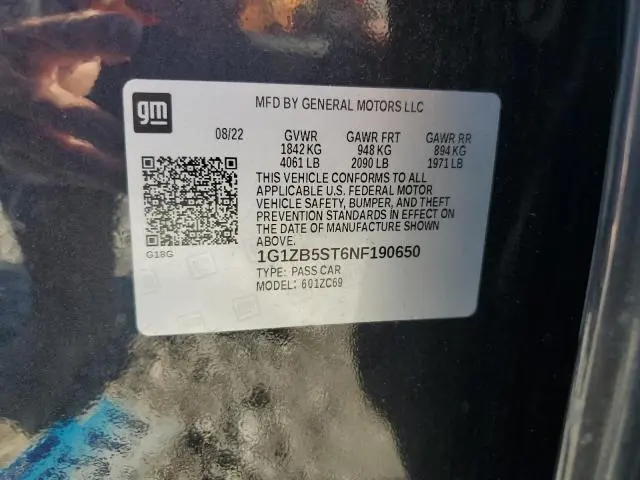 gm
MFD BY GENERAL MOTORS LLC
08/22 GVWR GAWR FRT GAWR RR
1842 KG 948 KG 894 KG
4061 LB 2090 LB 1971 LB
THIS VEHICLE CONFORMS TO ALL
APPLICABLE U.S. FEDERAL MOTOR
VEHICLE SAFETY, BUMPER, AND THEFT
PREVENTION STANDARDS IN EFFECT ON
THE DATE OF MANUFACTURE SHOWN
ABOVE.
G18G
1G1ZB5ST6NF190650
TYPE: PASS CAR
MODEL: 601ZC69